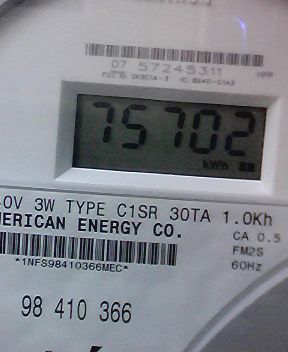 07 57245311
HPP
75702
kWh
0V 3W TYPE C1SR 30TA 1.0Kh
MERICAN ENERGY CO.
CA 0.5
*1NFS98410366MEC*
FM2S
60Hz
98 410 366